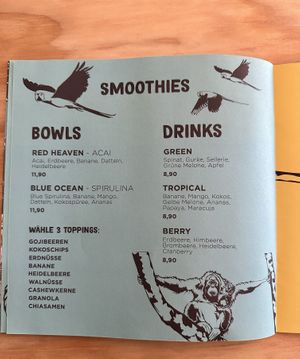 SMOOTHIES
BOWLS
RED HEAVEN - ACAI
Acai, Erdbeere, Banane, Datteln,
Heidelbeere
11,90
BLUE OCEAN - SPIRULINA
Blue Spirulina, Banane, Mango,
Datteln, Kokospüree, Ananas
11,90
WÄHLE 3 TOPPINGS:
GOJIBEEREN
KOKOSCHIPS
ERDNÜSSE
BANANE
HEIDELBEERE
WALNÜSSE
CASHEWKERNE
GRANOLA
CHIASAMEN
DRINKS
GREEN
Spinat, Gurke, Sellerie,
Grüne Melone, Apfel
8,90
TROPICAL
Banane, Mango, Kokos,
Gelbe Melone, Ananas,
Papaya, Maracuja
8,90
BERRY
Erdbeere, Himbeere,
Brombeere, Heidelbeere,
Cranberry
8,90